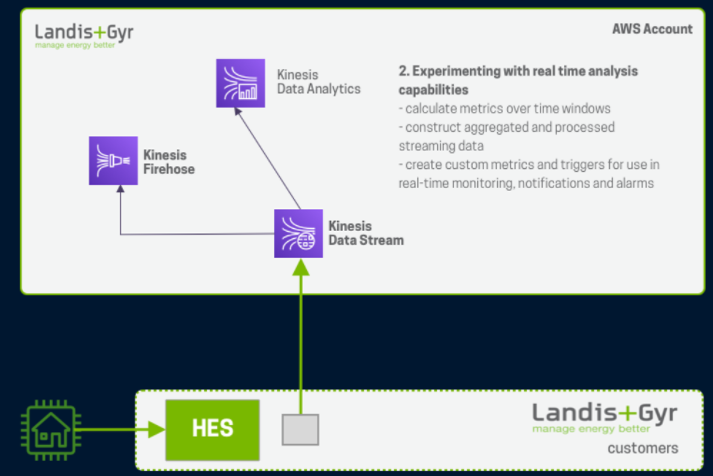 Landis+Gyr
manage energy better
AWS Account
Kinesis
Data Analytics
2. Experimenting with real time analysis
capabilities
- calculate metrics over time windows
- construct aggregated and processed
streaming data
- create custom metrics and triggers for use in
real-time monitoring, notifications and alarms
Kinesis
Firehose
Kinesis
Data Stream
HES
Landis+Gyr
manage energy better
customers